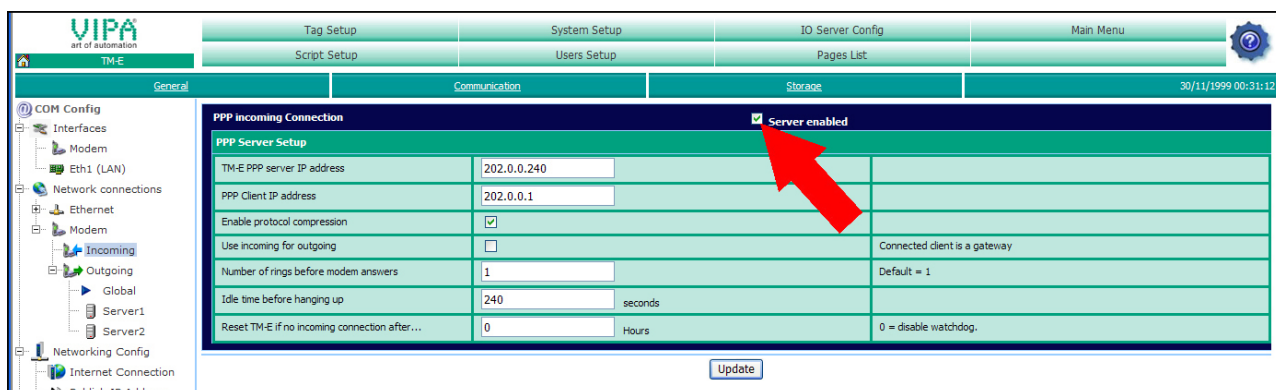 VIPA
art of automation
TM-E
Tag Setup
System Setup
IO Server Config
Main Menu
Script Setup
Users Setup
Pages List
General
Communication
Storage
30/11/1999 00:31:12
COM Config
Interfaces
Modem
Eth1 (LAN)
Network connections
Ethernet
Modem
Incoming
Outgoing
Global
Server1
Server2
Networking Config
Internet Connection
PPP incoming Connection
Server enabled
PPP Server Setup
TM-E PPP server IP address
202.0.0.240
PPP Client IP address
202.0.0.1
Enable protocol compression
Use incoming for outgoing
Connected client is a gateway
Number of rings before modem answers
1
Default = 1
Idle time before hanging up
240
seconds
Reset TM-E if no incoming connection after...
0
Hours
0 = disable watchdog.
Update